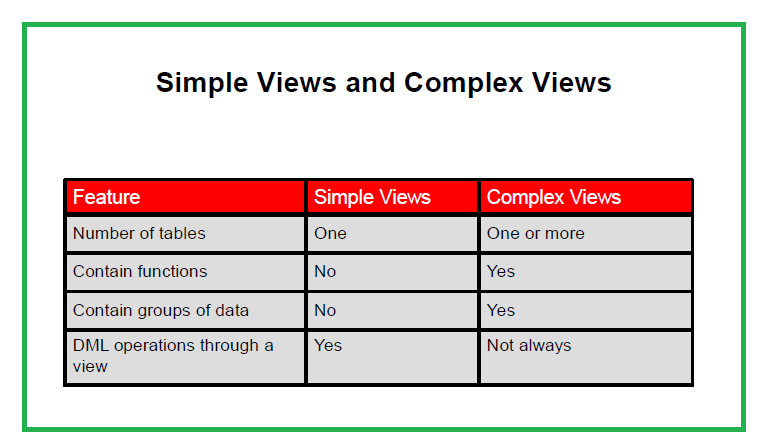 Simple Views and Complex Views
Feature Simple Views Complex Views
Number of tables One One or more
Contain functions No Yes
Contain groups of data No Yes
DML operations through a Yes Not always
view